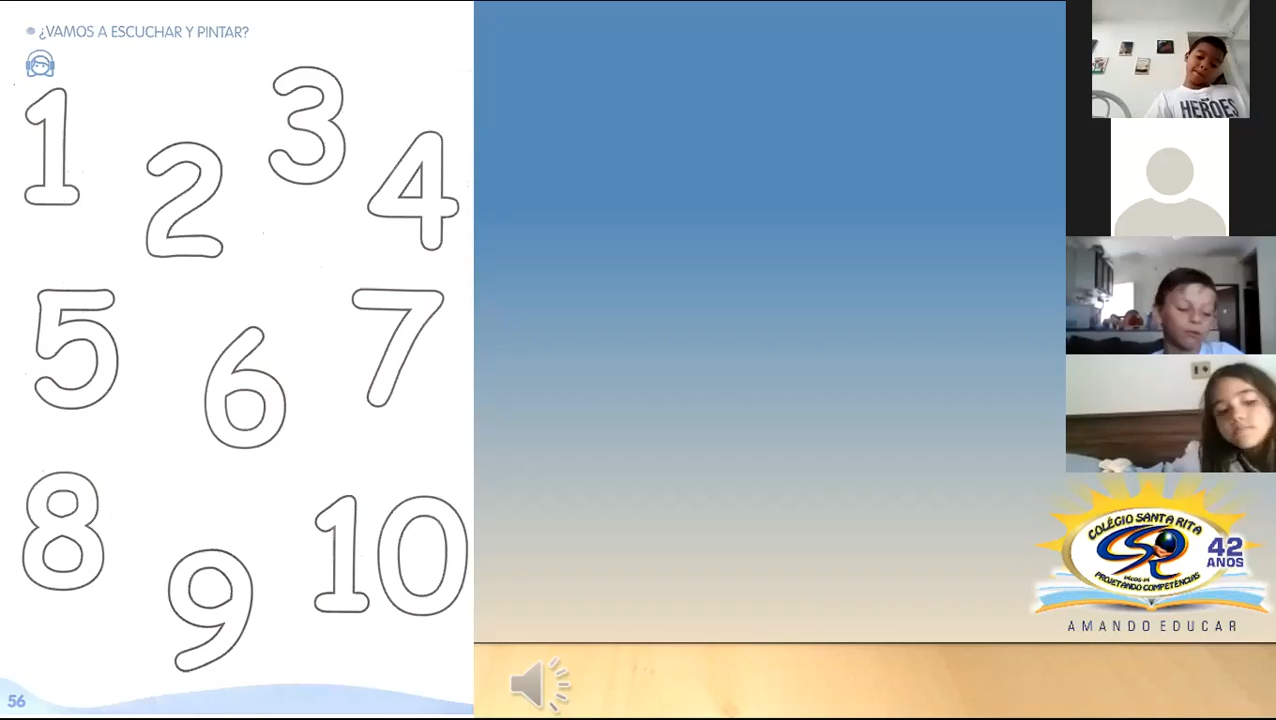 ¿VAMOS A ESCUCHAR Y PINTAR?
1
2
3
4
5
6
7
8
9
10
56
HEROES
COLÉGIO SANTA RITA
42
ANOS
PROJETANDO COMPETÊNCIAS
AMANDO EDUCAR